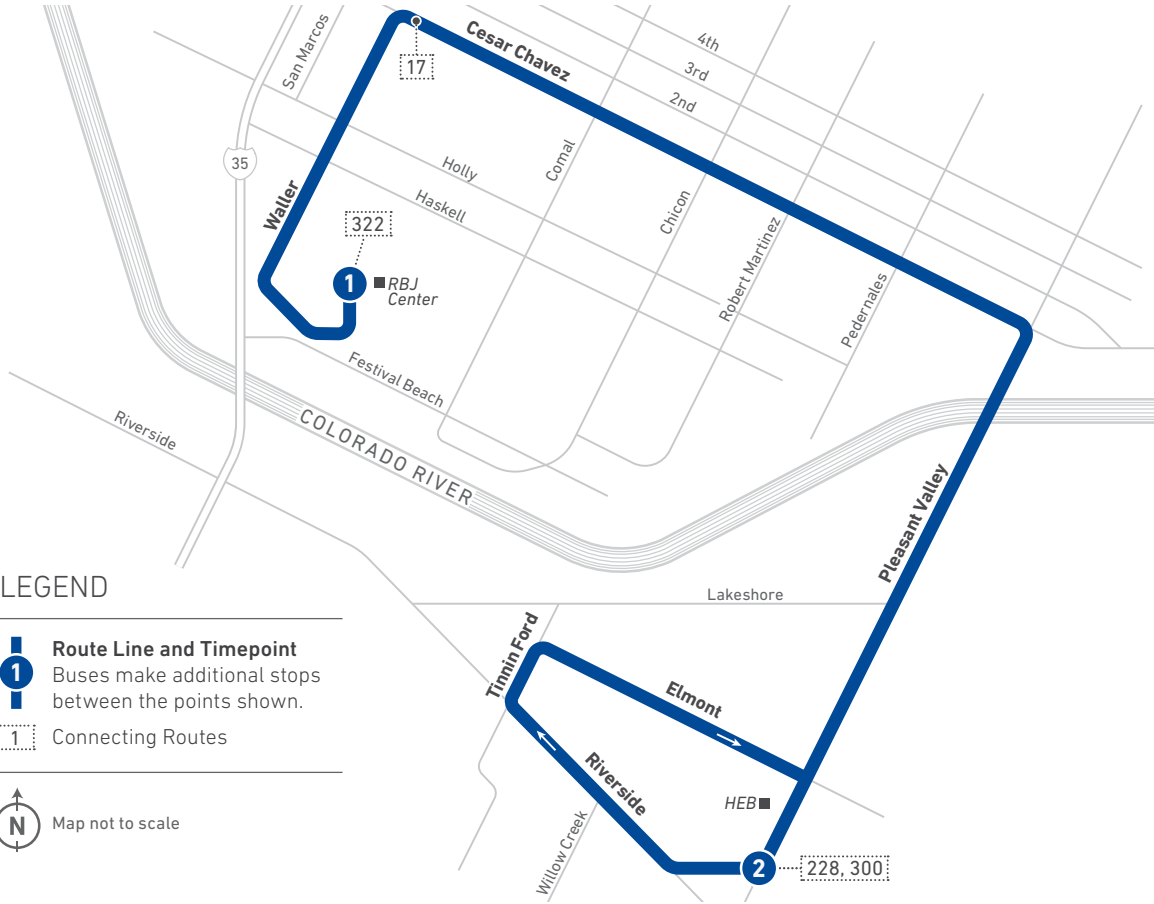 San Marcos
Cesar Chavez
4th
3rd
2nd
17
35
Waller
Holly
Haskell
Comal
Chicon
Robert Martinez
Pedernales
322
1
RBJ
Center
Festival Beach
Riverside
COLORADO RIVER
Pleasant Valley
Lakeshore
Tinnin Ford
Elmont
Riverside
HEB
Willow Creek
2
228, 300
LEGEND
1
Route Line and Timepoint
Buses make additional stops
between the points shown.
1
Connecting Routes
N
Map not to scale